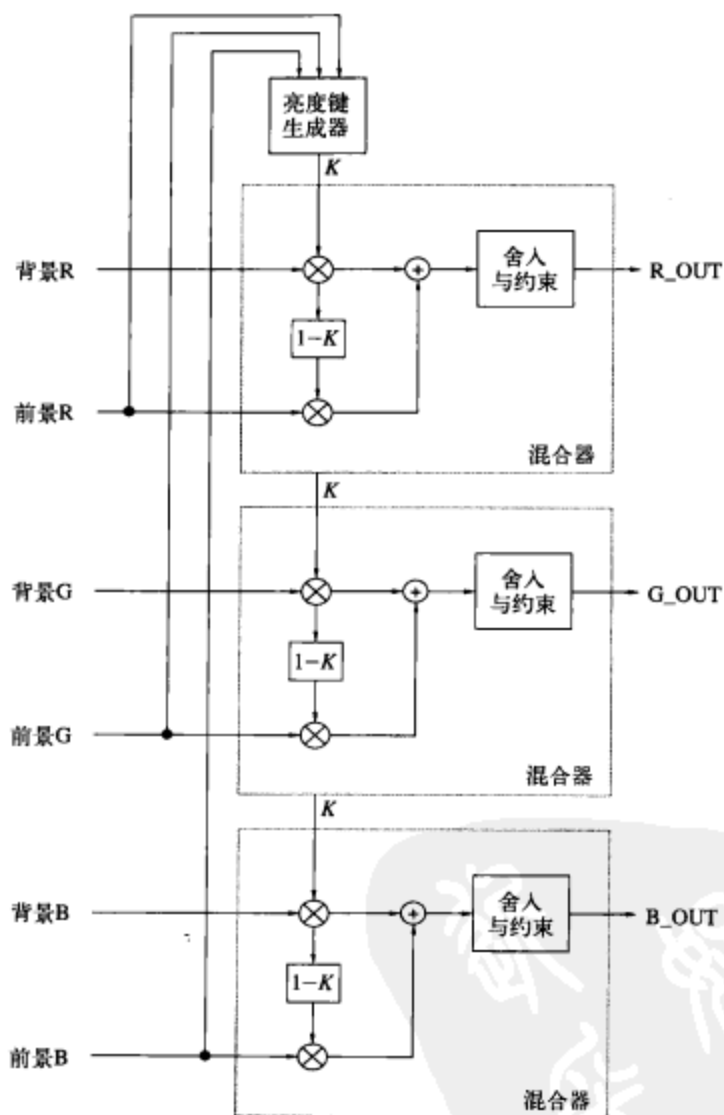 亮度键
生成器
K
背景R
舍入
与约束
R_OUT
1−K
前景R
混合器
K
背景G
舍入
与约束
G_OUT
1−K
前景G
混合器
K
背景B
舍入
与约束
B_OUT
1−K
前景B
混合器